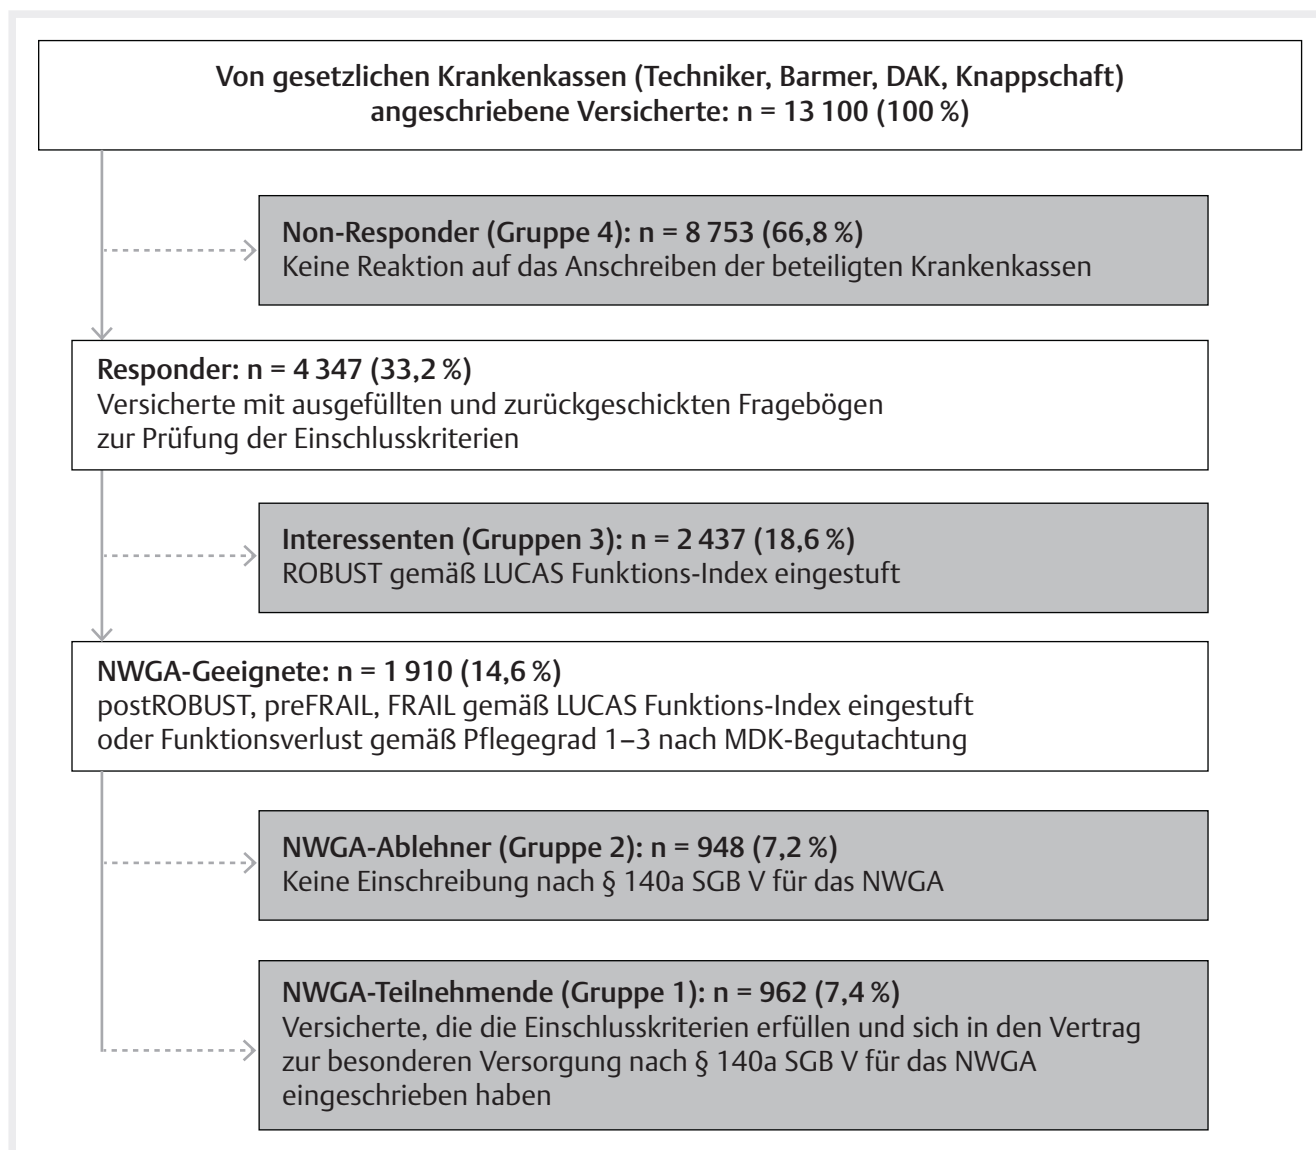 Von gesetzlichen Krankenkassen (Techniker, Barmer, DAK, Knappschaft)
angeschriebene Versicherte: n = 13 100 (100 %)
Non-Responder (Gruppe 4): n = 8 753 (66,8 %)
Keine Reaktion auf das Anschreiben der beteiligten Krankenkassen
Responder: n = 4 347 (33,2 %)
Versicherte mit ausgefüllten und zurückgeschickten Fragebögen
zur Prüfung der Einschlusskriterien
Interessenten (Gruppen 3): n = 2 437 (18,6 %)
ROBUST gemäß LUCAS Funktions-Index eingestuft
NWGA-Geeignete: n = 1 910 (14,6 %)
postROBUST, preFRAIL, FRAIL gemäß LUCAS Funktions-Index eingestuft
oder Funktionsverlust gemäß Pflegegrad 1–3 nach MDK-Begutachtung
NWGA-Ablehner (Gruppe 2): n = 948 (7,2 %)
Keine Einschreibung nach § 140a SGB V für das NWGA
NWGA-Teilnehmende (Gruppe 1): n = 962 (7,4 %)
Versicherte, die die Einschlusskriterien erfüllen und sich in den Vertrag
zur besonderen Versorgung nach § 140a SGB V für das NWGA
eingeschrieben haben